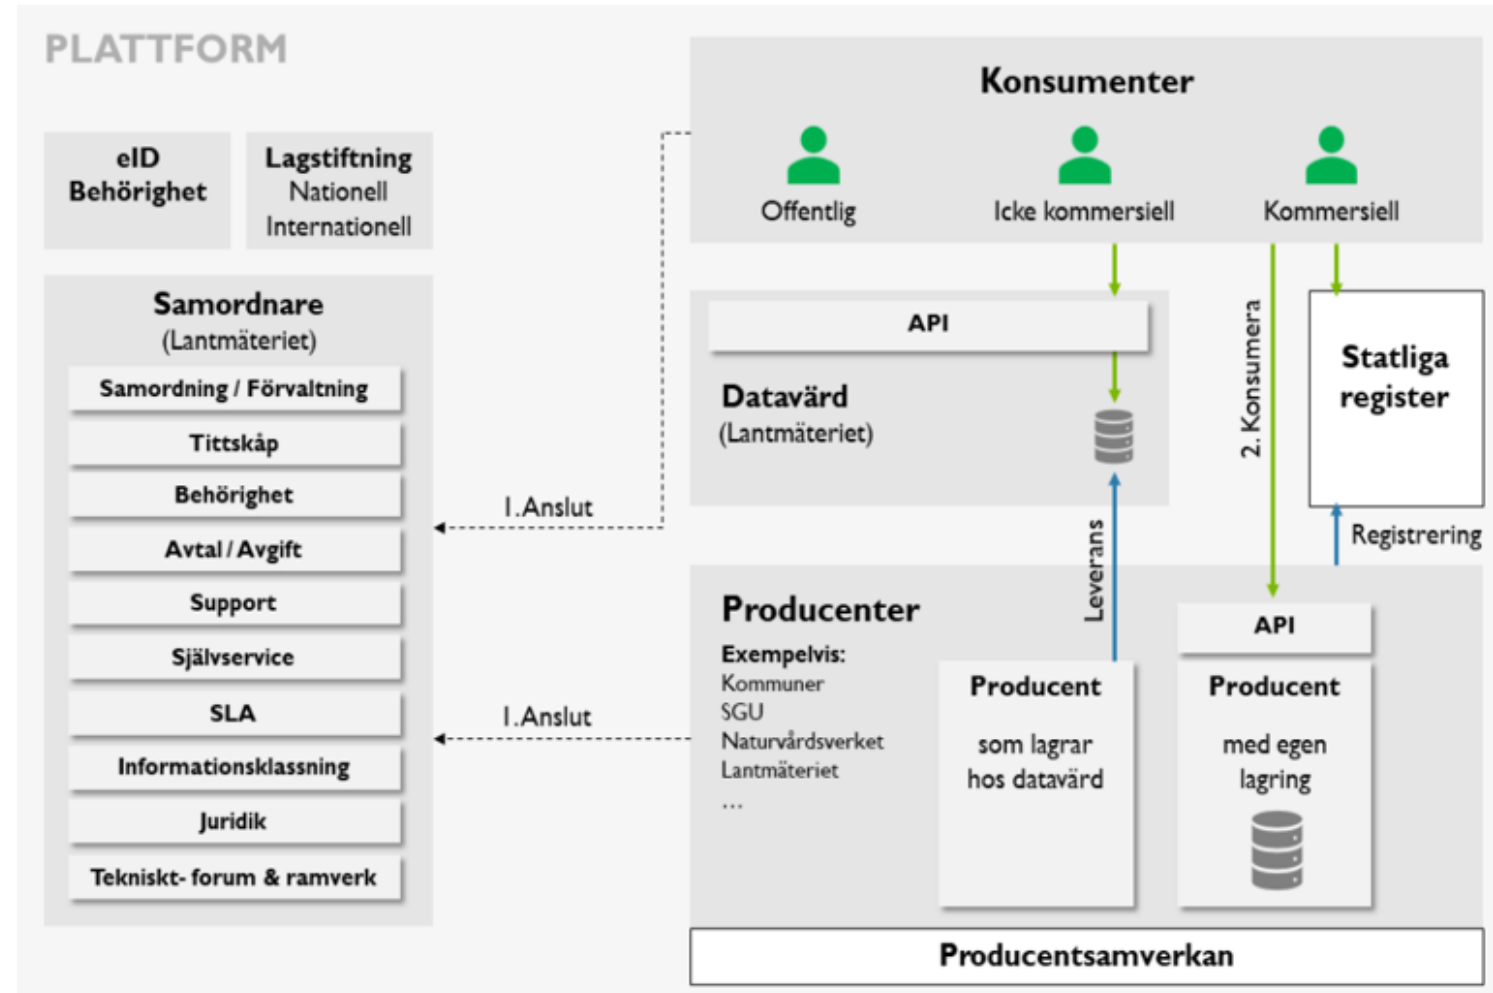 PLATTFORM
eID
Behörighet
Lagstiftning
Nationell
Internationell
Samordnare
(Lantmäteriet)
Samordning / Förvaltning
Tittskåp
Behörighet
Avtal / Avgift
Support
Självservice
SLA
Informationsklassning
Juridik
Tekniskt- forum & ramverk
1. Anslut
1. Anslut
Konsumenter
Offentlig
Icke kommersiell
Kommersiell
API
Datavärd
(Lantmäteriet)
2. Konsumera
Statliga
register
Leverans
Registrering
Producenter
Exempelvis:
Kommuner
SGU
Naturvårdsverket
Lantmäteriet
...
Producent
som lagrar
hos datavärd
API
Producent
med egen
lagring
Producentsamverkan